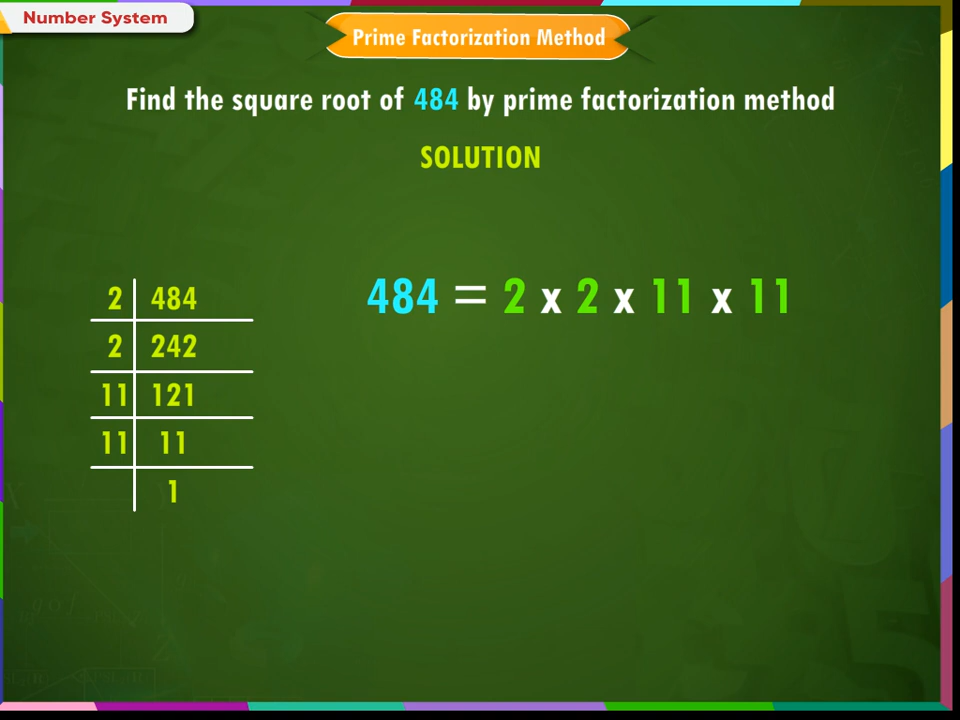 Number System
Prime Factorization Method
Find the square root of 484 by prime factorization method
SOLUTION
484 = 2 x 2 x 11 x 11
2 484
2 242
11 121
11 11
1